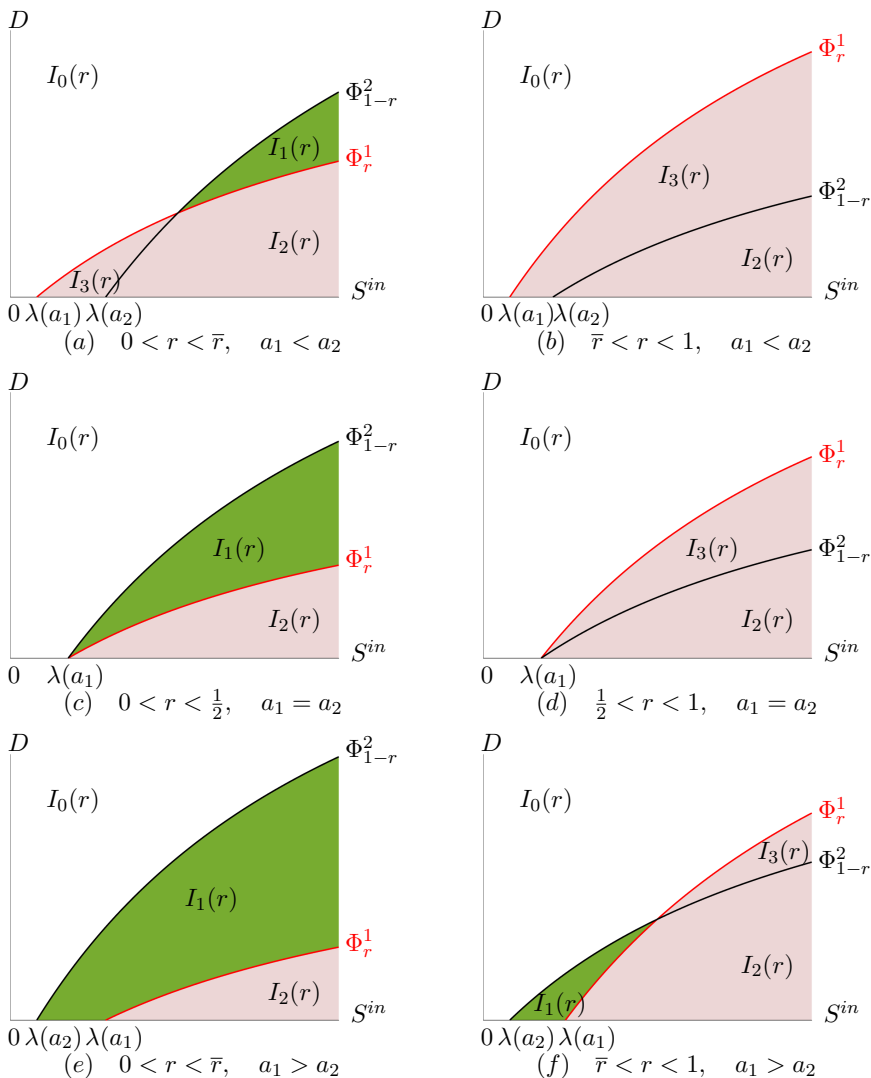 D D
I_0(r) I_0(r) Φ^1_r
Φ^2_{1−r}
I_1(r) Φ^1_r I_3(r) Φ^2_{1−r}
I_2(r) I_2(r)
I_3(r) S^{in} S^{in}
0 λ(a_1) λ(a_2) 0 λ(a_1) λ(a_2)
(a) 0 < r < r̅, a_1 < a_2 (b) r̅ < r < 1, a_1 < a_2
D D
I_0(r) Φ^2_{1−r} I_0(r) Φ^1_r
I_1(r) I_3(r) Φ^2_{1−r}
Φ^1_r
I_2(r) I_2(r)
S^{in} S^{in}
0 λ(a_1) 0 λ(a_1)
(c) 0 < r < 1/2, a_1 = a_2 (d) 1/2 < r < 1, a_1 = a_2
D Φ^2_{1−r} D
I_0(r) I_0(r) Φ^1_r
I_3(r) Φ^2_{1−r}
I_1(r)
Φ^1_r
I_2(r) I_2(r)
S^{in} I_1(r) S^{in}
0 λ(a_2) λ(a_1) 0 λ(a_2) λ(a_1)
(e) 0 < r < r̅, a_1 > a_2 (f) r̅ < r < 1, a_1 > a_2